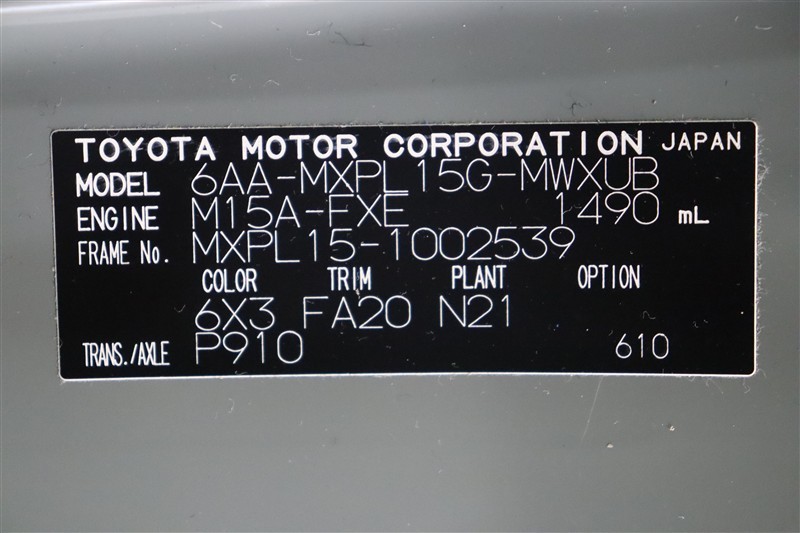 TOYOTA MOTOR CORPORATION JAPAN
MODEL 6AA-MXPL15G-MWXUB
ENGINE M15A-FXE 1490 mL
FRAME No. MXPL15-1002539
COLOR TRIM PLANT OPTION
6X3 FA20 N21
TRANS./AXLE P910 610